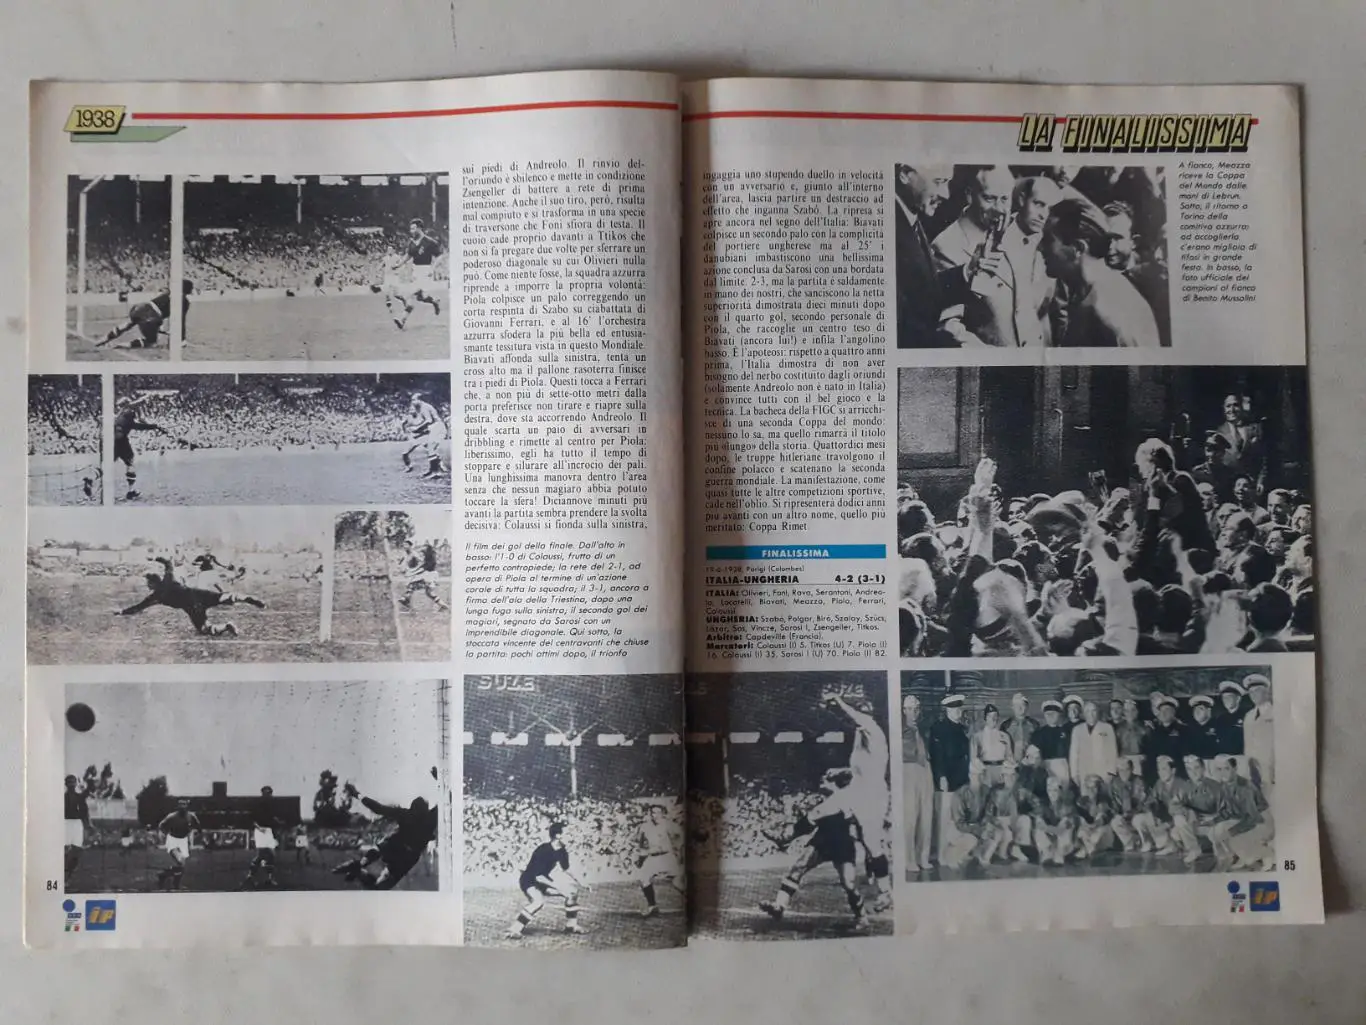 1938
sui piedi di Andreolo. Il rinvio del-
l'oriundo è sbilenco e mette in condizione
Zsengeller di battere a rete di prima
intenzione. Anche il suo tiro, però, risulta
mal compiuto e si trasforma in una specie
di traversone che Foni sfiora di testa. Il
cuoio cade proprio davanti a Ttikos che
non si fa pregare due volte per sferrare un
poderoso diagonale su cui Olivieri nulla
può. Come niente fosse, la squadra azzurra
riprende a imporre la propria volontà:
Piola colpisce un palo correggendo un
corta respinta di Szabo su ciabattata di
Giovanni Ferrari, e al 16' l'orchestra
azzurra sfodera la più bella ed entusia-
smante tessitura vista in questo Mondiale.
Biavati affonda sulla sinistra, tenta un
cross alto ma il pallone rasoterra finisce
tra i piedi di Piola. Questi tocca a Ferrari
che, a non più di sette-otto metri dalla
porta preferisce non tirare e riapre sulla
destra, dove sta accorrendo Andreolo. Il
quale scarta un paio di avversari in
dribbling e rimette al centro per Piola:
liberissimo, egli ha tutto il tempo di
stoppare e silurare all'incrocio dei pali.
Una lunghissima manovra dentro l'area
senza che nessun magiaro abbia potuto
toccare la sfera! Diciannove minuti più
avanti la partita sembra prendere la svolta
decisiva: Colaussi si fionda sulla sinistra,
Il film dei gol della finale. Dall'alto in
basso: l'1-0 di Colaussi, frutto di un
perfetto contropiede; la rete del 2-1, ad
opera di Piola al termine di un'azione
corale di tutta la squadra; il 3-1, ancora a
firma dell'ala della Triestina, dopo una
lunga fuga sulla sinistra, il secondo gol dei
magiari, segnato da Sarosi con un
imprendibile diagonale. Qui sotto, la
stoccata vincente del centravanti che chiuse
la partita: pochi attimi dopo, il trionfo
SUZE
84
ip
LA FINALISSIMA
ingaggia uno stupendo duello in velocità
con un avversario e, giunto all'interno
dell'area, lascia partire un destraccio ad
effetto che inganna Szabó. La ripresa si
apre ancora nel segno dell'Italia: Biavati
colpisce un secondo palo con la complicità
del portiere ungherese ma al 25' i
danubiani imbastiscono una bellissima
azione conclusa da Sarosi con una bordata
dal limite. 2-3, ma la partita è saldamente
in mano dei nostri, che sanciscono la netta
superiorità dimostrata dieci minuti dopo
con il quarto gol, secondo personale di
Piola, che raccoglie un centro teso di
Biavati (ancora lui!) e infila l'angolino
basso. È l'apoteosi: rispetto a quattro anni
prima, l'Italia dimostra di non aver
bisogno del nerbo costituito dagli oriundi
(solamente Andreolo non è nato in Italia)
e convince tutti con il bel gioco e la
tecnica. La bacheca della FIGC si arricchi-
sce di una seconda Coppa del mondo:
nessuno lo sa, ma quello rimarrà il titolo
più «lungo» della storia. Quattordici mesi
dopo, le truppe hitleriane travolgono il
confine polacco e scatenano la seconda
guerra mondiale. La manifestazione, come
quasi tutte le altre competizioni sportive,
cade nell'oblio. Si ripresenterà dodici anni
più avanti con un altro nome, quello più
meritato: Coppa Rimet.
FINALISSIMA
19-6-1938, Parigi (Colombes)
ITALIA-UNGHERIA 4-2 (3-1)
ITALIA: Olivieri, Foni, Rava, Serantoni, Andreo-
lo, Locatelli, Biavati, Meazza, Piola, Ferrari,
Colaussi.
UNGHERIA: Szabó, Polgar, Biró, Szalay, Szücs,
Lázar, Sas, Vincze, Sarosi I, Zsengeller, Titkos.
Arbitro: Capdeville (Francia).
Marcatori: Colaussi (I) 5, Titkos (U) 7, Piola (I)
16, Colaussi (I) 35, Sarosi I (U) 70, Piola (I) 82.
SUZE
A fianco, Meazza
riceve la Coppa
del Mondo dalle
mani di Lebrun.
Sotto, il ritorno a
Torino della
comitiva azzurra:
ad accoglierla
c'erano migliaia di
tifosi in grande
festa. In basso, la
foto ufficiale dei
campioni al fianco
di Benito Mussolini
85
ip